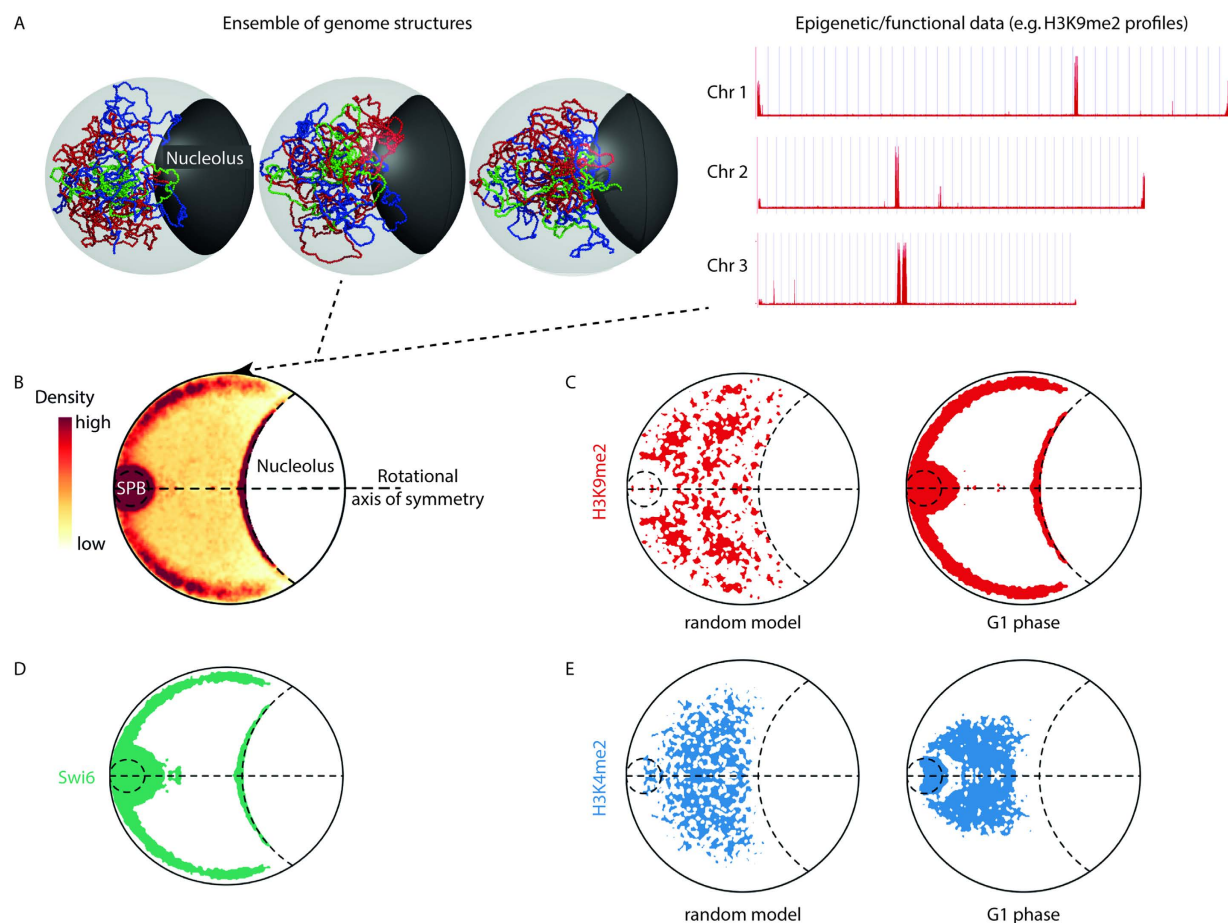 A
Ensemble of genome structures
Epigenetic/functional data (e.g. H3K9me2 profiles)
Nucleolus
Chr 1
Chr 2
Chr 3
B
Density
high
low
SPB
Nucleolus
Rotational
axis of symmetry
C
H3K9me2
random model
G1 phase
D
Swi6
E
H3K4me2
random model
G1 phase